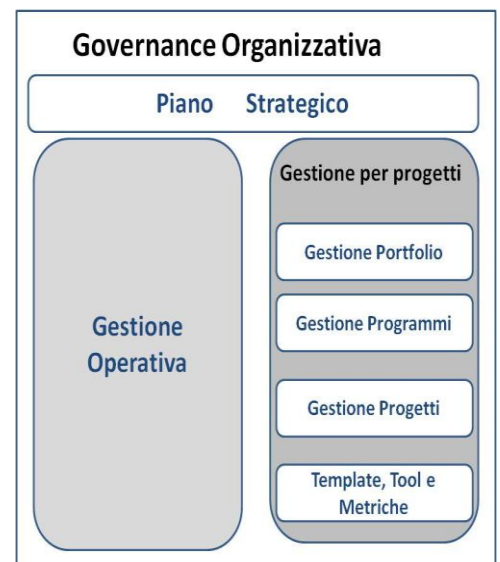 Governance Organizzativa
Piano Strategico
Gestione
Operativa
Gestione per progetti
Gestione Portfolio
Gestione Programmi
Gestione Progetti
Template, Tool e
Metriche